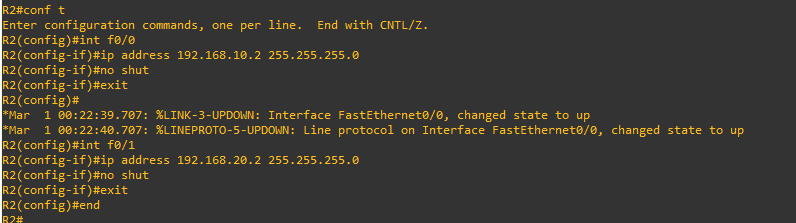 R2#conf t
Enter configuration commands, one per line.  End with CNTL/Z.
R2(config)#int f0/0
R2(config-if)#ip address 192.168.10.2 255.255.255.0
R2(config-if)#no shut
R2(config-if)#exit
R2(config)#
*Mar  1 00:22:39.707: %LINK-3-UPDOWN: Interface FastEthernet0/0, changed state to up
*Mar  1 00:22:40.707: %LINEPROTO-5-UPDOWN: Line protocol on Interface FastEthernet0/0, changed state to up
R2(config)#int f0/1
R2(config-if)#ip address 192.168.20.2 255.255.255.0
R2(config-if)#no shut
R2(config-if)#exit
R2(config)#end
R2#